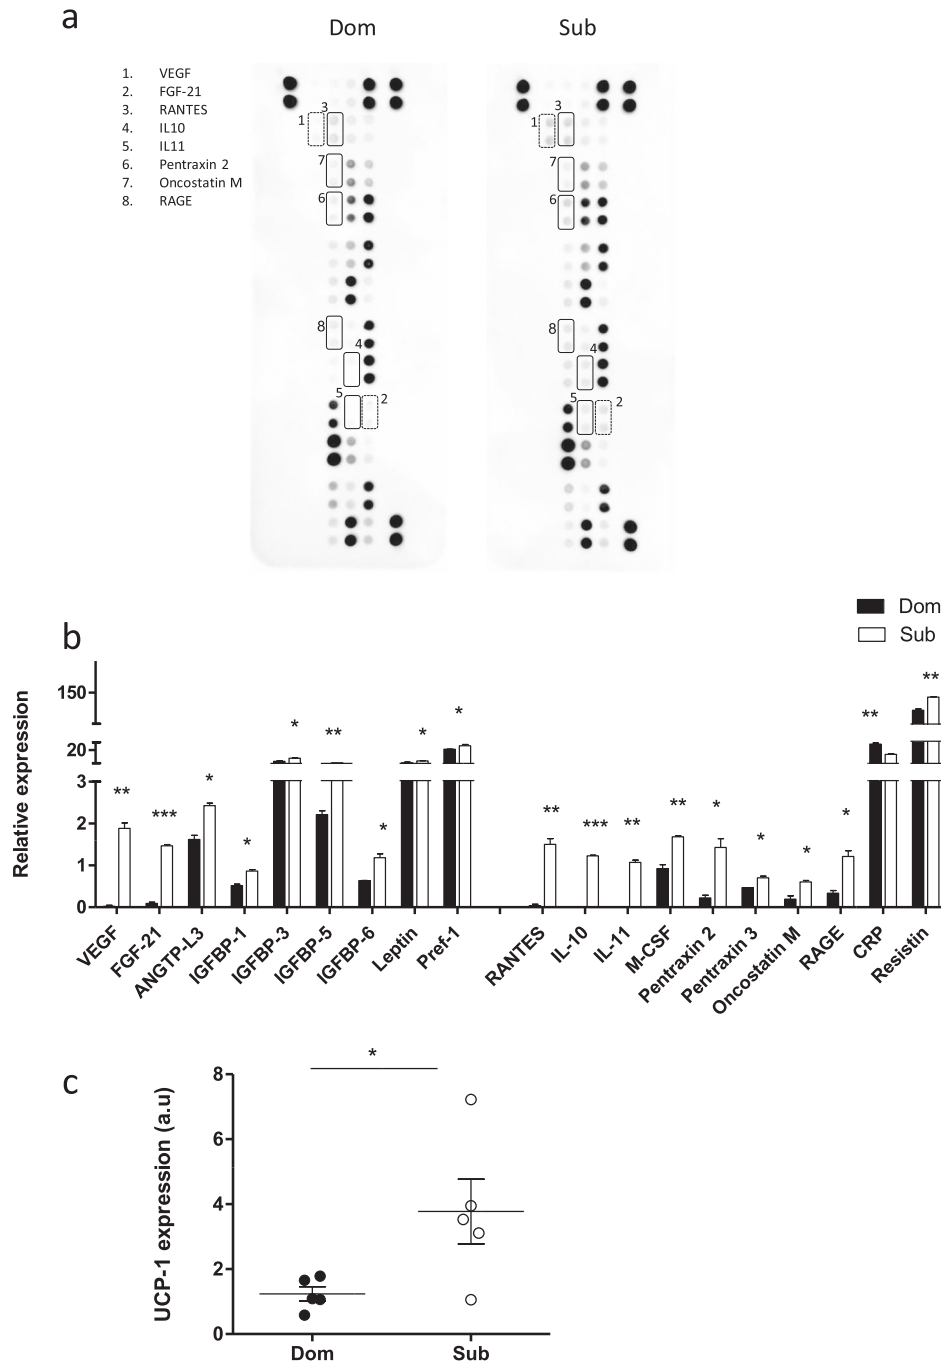 a
Dom
Sub
1. VEGF
2. FGF-21
3. RANTES
4. IL10
5. IL11
6. Pentraxin 2
7. Oncostatin M
8. RAGE
3
1
7
6
8
4
5
2
3
1
7
6
8
4
5
2
b
Dom
Sub
Relative expression
150
20
3
2
1
0
**
***
*
*
*
**
*
*
*
**
***
**
**
*
*
*
*
**
**
VEGF
FGF-21
ANGTP-L3
IGFBP-1
IGFBP-3
IGFBP-5
IGFBP-6
Leptin
Pref-1
RANTES
IL-10
IL-11
M-CSF
Pentraxin 2
Pentraxin 3
Oncostatin M
RAGE
CRP
Resistin
c
UCP-1 expression (a.u)
8
6
4
2
0
*
Dom
Sub